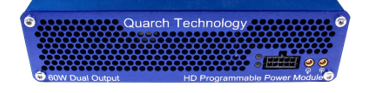 Quarch Technology
60W Dual Output
HD Programmable Power Module